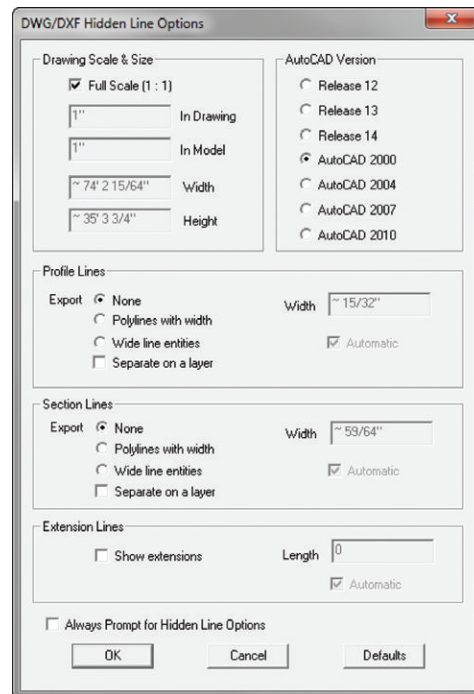 DWG/DXF Hidden Line Options
Drawing Scale & Size
Full Scale (1 : 1)
1" In Drawing
1" In Model
~ 74' 2 15/64" Width
~ 35' 3 3/4" Height
AutoCAD Version
Release 12
Release 13
Release 14
AutoCAD 2000
AutoCAD 2004
AutoCAD 2007
AutoCAD 2010
Profile Lines
Export None Width ~ 15/32"
Polylines with width
Wide line entities Automatic
Separate on a layer
Section Lines
Export None Width ~ 59/64"
Polylines with width
Wide line entities Automatic
Separate on a layer
Extension Lines
Show extensions Length 0
Automatic
Always Prompt for Hidden Line Options
OK Cancel Defaults